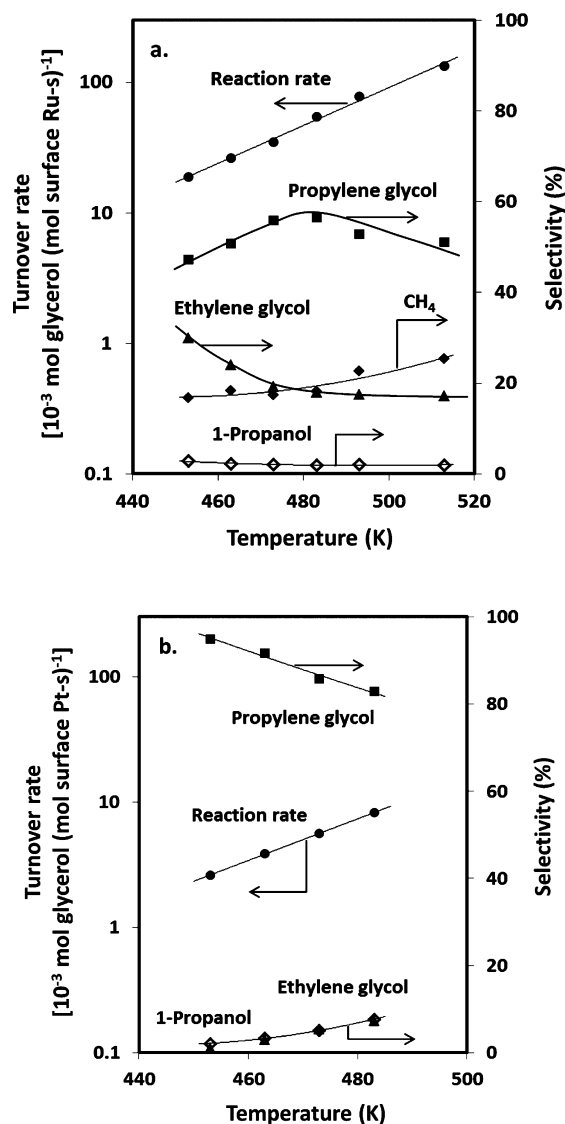 a.
Reaction rate
Propylene glycol
Ethylene glycol
CH4
1-Propanol
100
10
1
0.1
100
80
60
40
20
0
440 460 480 500 520
Temperature (K)
Turnover rate
[10-3 mol glycerol (mol surface Ru-s)-1]
Selectivity (%)
b.
Propylene glycol
Reaction rate
Ethylene glycol
1-Propanol
100
10
1
0.1
100
80
60
40
20
0
440 460 480 500
Temperature (K)
Turnover rate
[10-3 mol glycerol (mol surface Pt-s)-1]
Selectivity (%)